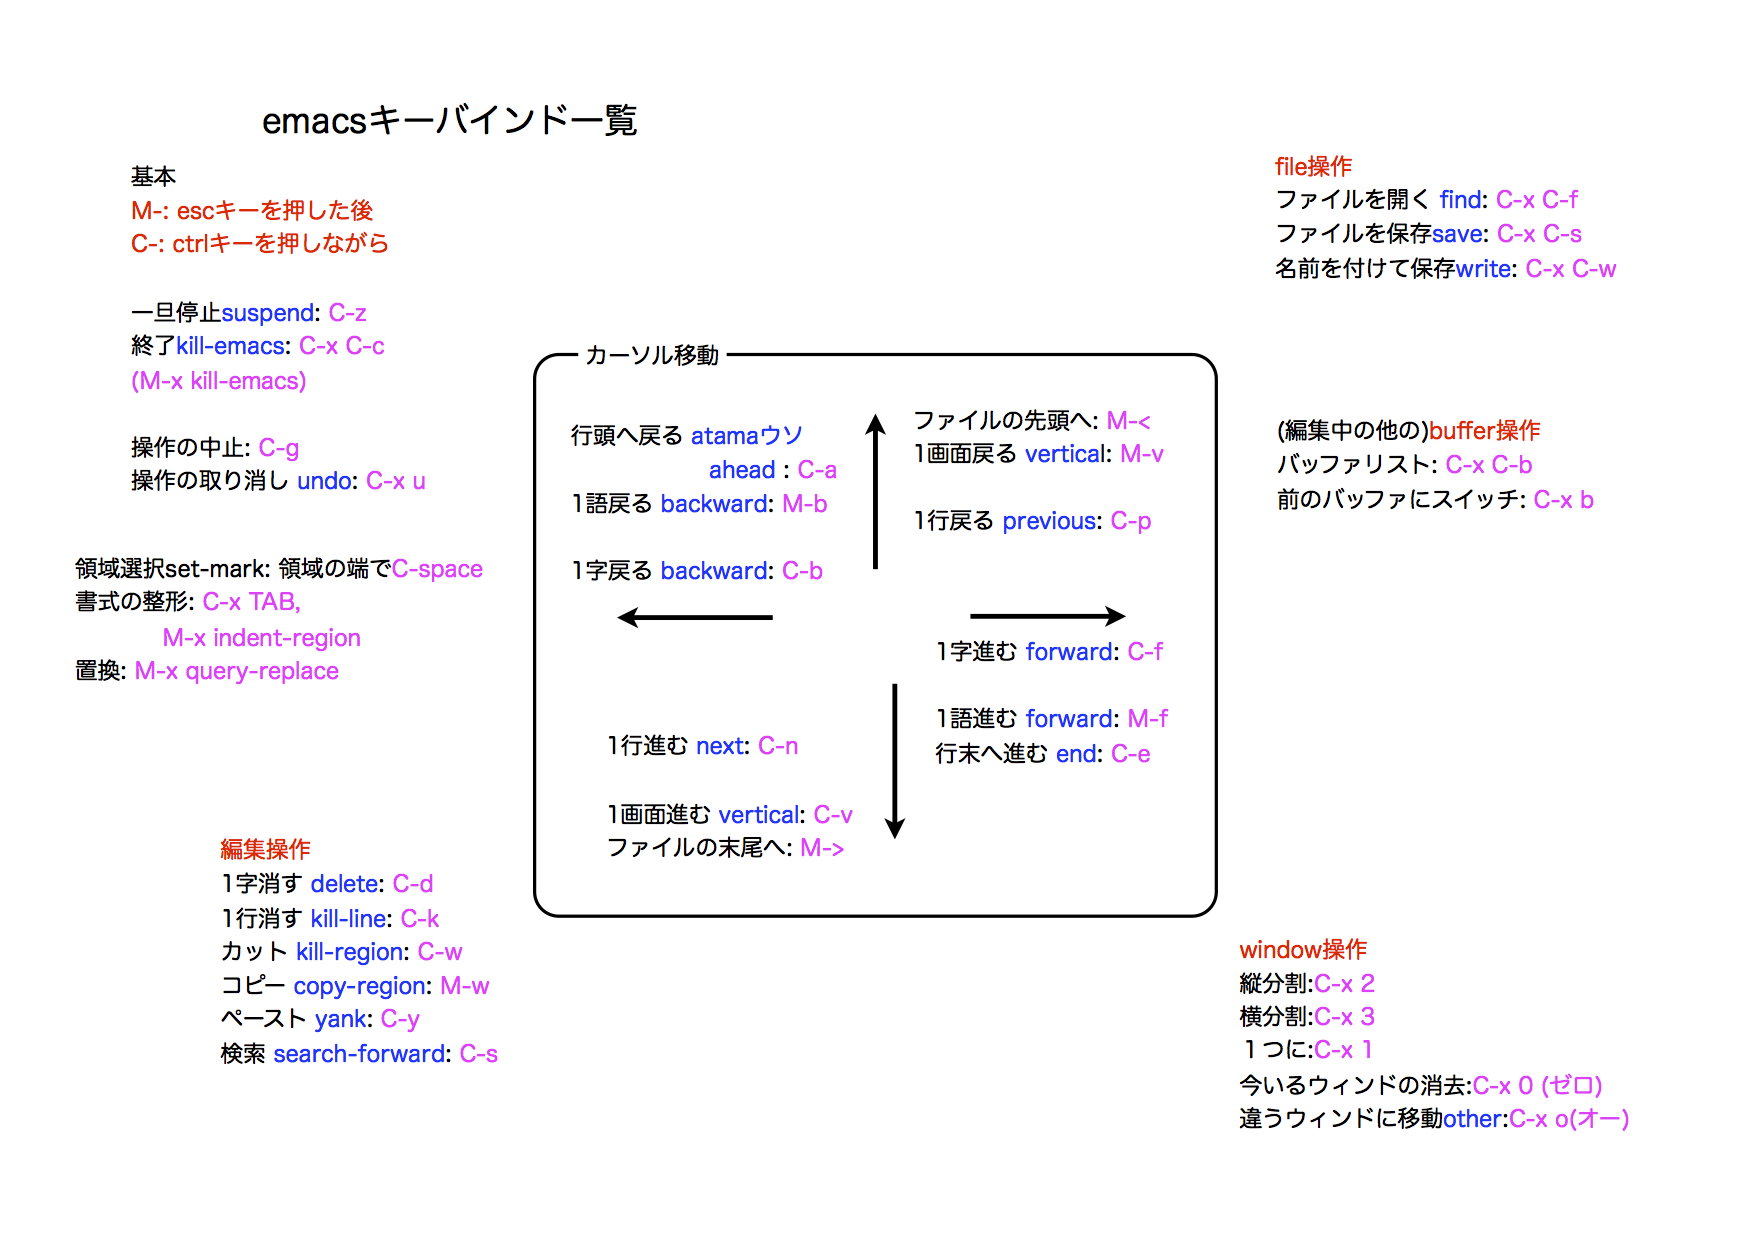 emacsキーバインド一覧
基本
M-: escキーを押した後
C-: ctrlキーを押しながら
一旦停止suspend: C-z
終了kill-emacs: C-x C-c
(M-x kill-emacs)
操作の中止: C-g
操作の取り消し undo: C-x u
領域選択set-mark: 領域の端でC-space
書式の整形: C-x TAB,
M-x indent-region
置換: M-x query-replace
編集操作
1字消す delete: C-d
1行消す kill-line: C-k
カット kill-region: C-w
コピー copy-region: M-w
ペースト yank: C-y
検索 search-forward: C-s
カーソル移動
行頭へ戻る atamaウソ
ahead : C-a
1語戻る backward: M-b
1字戻る backward: C-b
ファイルの先頭へ: M-<
1画面戻る vertical: M-v
1行戻る previous: C-p
1字進む forward: C-f
1語進む forward: M-f
行末へ進む end: C-e
1行進む next: C-n
1画面進む vertical: C-v
ファイルの末尾へ: M->
file操作
ファイルを開く find: C-x C-f
ファイルを保存save: C-x C-s
名前を付けて保存write: C-x C-w
(編集中の他の)buffer操作
バッファリスト: C-x C-b
前のバッファにスイッチ: C-x b
window操作
縦分割:C-x 2
横分割:C-x 3
１つに:C-x 1
今いるウィンドの消去:C-x 0 (ゼロ)
違うウィンドに移動other:C-x o(オー)